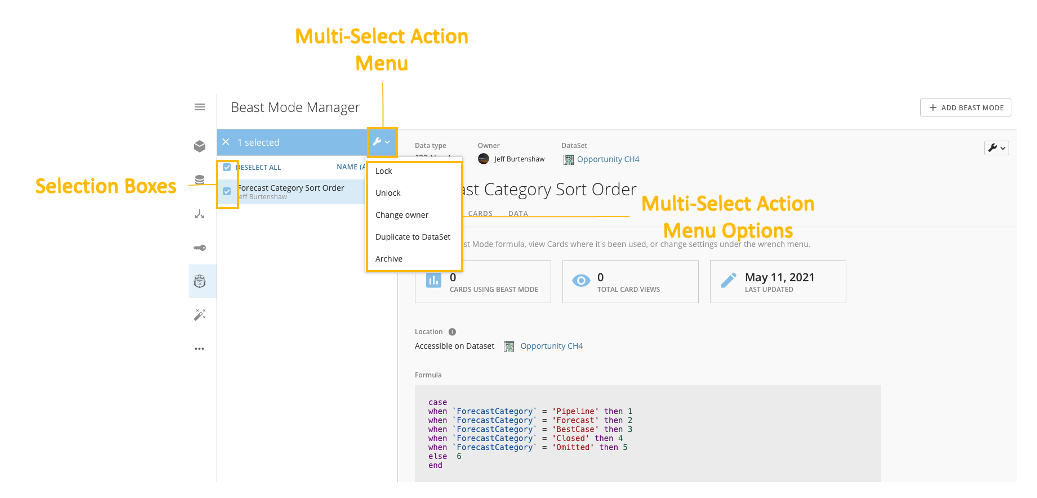 Multi-Select Action
Menu
Beast Mode Manager
+ ADD BEAST MODE
1 selected
DESELECT ALL
NAME (A
Forecast Category Sort Order
Jeff Burtenshaw
Selection Boxes
Lock
Unlock
Change owner
Duplicate to DataSet
Archive
Data type
Owner
DataSet
Jeff Burtenshaw
Opportunity CH4
st Category Sort Order
CARDS
DATA
Multi-Select Action
Menu Options
st Mode formula, view Cards where it's been used, or change settings under the wrench menu.
0
CARDS USING BEAST MODE
0
TOTAL CARD VIEWS
May 11, 2021
LAST UPDATED
Location
Accessible on Dataset
Opportunity CH4
Formula
case
when `ForecastCategory` = 'Pipeline' then 1
when `ForecastCategory` = 'Forecast' then 2
when `ForecastCategory` = 'BestCase' then 3
when `ForecastCategory` = 'Closed' then 4
when `ForecastCategory` = 'Omitted' then 5
else 6
end